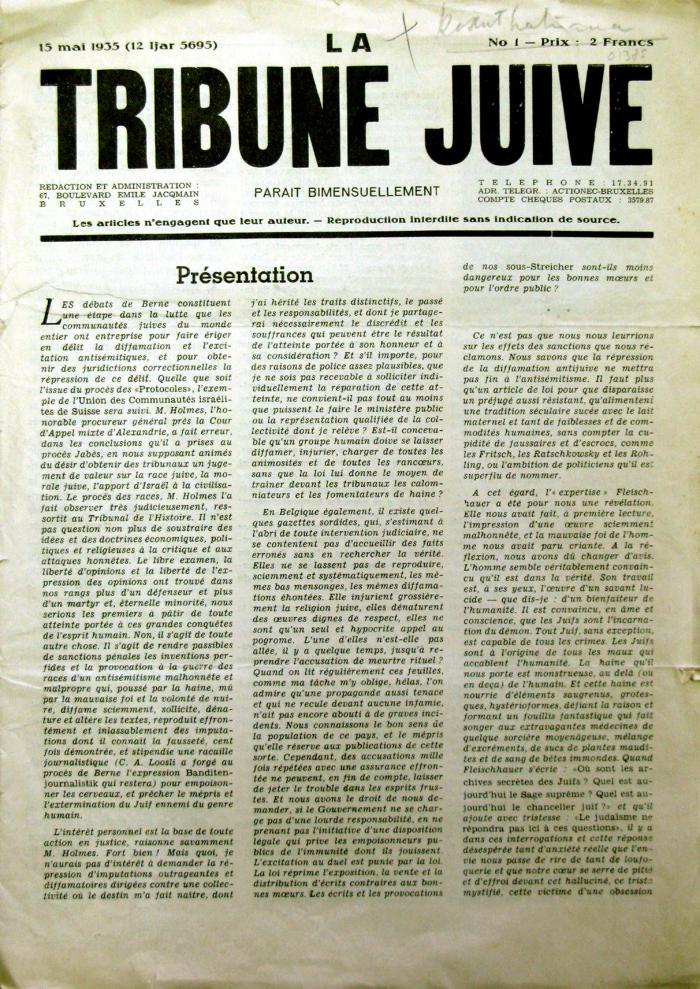 15 mai 1935 (12 Ijar 5695)
LA
No 1 — Prix : 2 Francs
TRIBUNE JUIVE
REDACTION ET ADMINISTRATION :
67, BOULEVARD EMILE JACQMAIN
BRUXELLES
PARAIT BIMENSUELLEMENT
TELEPHONE : 17.34.91
ADR. TELEGR. : ACTIONEC-BRUXELLES
COMPTE CHEQUES POSTAUX : 3579.87
Les articles n'engagent que leur auteur. — Reproduction interdite sans indication de source.
Présentation
LES débats de Berne constituent
une étape dans la lutte que les
communautés juives du monde
entier ont entreprise pour faire ériger
en délit la diffamation et l'exci-
tation antisémitiques, et pour obte-
nir des juridictions correctionnelles la
répression de ce délit. Quelle que soit
l'issue du procès des «Protocoles», l'exem-
ple de l'Union des Communautés israéli-
tes de Suisse sera suivi. M. Holmes, l'ho-
norable procureur général près la Cour
d'Appel mixte d'Alexandrie, a fait erreur,
dans les conclusions qu'il a prises au
procès Jabès, en nous supposant animés
du désir d'obtenir des tribunaux un juge-
ment de valeur sur la race juive, la mo-
rale juive, l'apport d'Israël à la civilisa-
tion. Le procès des races, M. Holmes l'a
fait observer très judicieusement, res-
sortit au Tribunal de l'Histoire. Il n'est
pas question non plus de soustraire des
idées et des doctrines économiques, poli-
tiques et religieuses à la critique et aux
attaques honnêtes. Le libre examen, la
liberté d'opinions et la liberté de l'ex-
pression des opinions ont trouvé dans
nos rangs plus d'un défenseur et plus
d'un martyr et, éternelle minorité, nous
serions les premiers à pâtir de toute
atteinte portée à ces grandes conquêtes
de l'esprit humain. Non, il s'agit de toute
autre chose. Il s'agit de rendre passibles
de sanctions pénales les inventions per-
fides et la provocation à la guerre des
races d'un antisémitisme malhonnête et
malpropre qui, poussé par la haine, mû
par la mauvaise foi et la volonté de nui-
re, diffame sciemment, sollicite, déna-
ture et altère les textes, reproduit effron-
tément et inlassablement des imputa-
tions dont il connaît la fausseté, cent
fois démontrée, et stipendie une racaille
journalistique (C. A. Loosli a forgé au
procès de Berne l'expression Banditen-
journalistik qui restera) pour empoison-
ner les cerveaux, et prêcher le mépris et
l'extermination du Juif ennemi du genre
humain.
L'intérêt personnel est la base de toute
action en justice, raisonne savamment
M. Holmes. Fort bien ! Mais quoi, je
n'aurais pas d'intérêt à demander la ré-
pression d'imputations outrageantes et
diffamatoires dirigées contre une collec-
tivité où le destin m'a fait naître, dont
j'ai hérité les traits distinctifs, le passé
et les responsabilités, et dont je partage-
rai nécessairement le discrédit et les
souffrances qui peuvent être le résultat
de l'atteinte portée à son honneur et à
sa considération ? Et s'il importe, pour
des raisons de police assez plausibles,
que je ne sois pas recevable à solliciter indi-
viduellement la réparation de cette at-
teinte, ne convient-il pas tout au moins
que puissent le faire le ministère public
ou la représentation qualifiée de la col-
lectivité dont je relève ? Est-il conceva-
ble qu'un groupe humain doive se laisser
diffamer, injurier, charger de toutes les
animosités et de toutes les rancœurs,
sans que la loi lui donne le moyen de
traîner devant les tribunaux les calom-
niateurs et les fomentateurs de haine ?
En Belgique également, il existe quel-
ques gazettes sordides, qui, s'estimant à
l'abri de toute intervention judiciaire, ne
se contentent pas d'accueillir des faits
erronés sans en rechercher la vérité.
Elles ne se lassent pas de reproduire,
sciemment et systématiquement, les mê-
mes bas mensonges, les mêmes diffama-
tions éhontées. Elle injurient grossière-
ment la religion juive, elles dénaturent
des œuvres dignes de respect, elles ne
sont qu'un seul et hypocrite appel au
pogrome. L'une d'elles n'est-elle pas
allée, il y a quelque temps, jusqu'à re-
prendre l'accusation de meurtre rituel ?
Quand on lit régulièrement ces feuilles,
comme ma tâche m'y oblige, hélas, l'on
admire qu'une propagande aussi tenace
et qui ne recule devant aucune infamie,
n'ait pas encore abouti à de graves inci-
dents. Nous connaissons le bon sens de
la population de ce pays, et le mépris
qu'elle réserve aux publications de cette
sorte. Cependant, des accusations mille
fois répétées avec une assurance effron-
tée ne peuvent, en fin de compte, laisser
de jeter le trouble dans les esprits frus-
tes. Et nous avons le droit de nous de-
mander, si le Gouvernement ne se char-
ge pas d'une lourde responsabilité, en ne
prenant pas l'initiative d'une disposition
légale qui prive les empoisonneurs pu-
blics de l'immunité dont ils jouissent.
L'excitation au duel est punie par la loi.
La loi réprime l'exposition, la vente et la
distribution d'écrits contraires aux bon-
nes mœurs. Les écrits et les provocations
de nos sous-Streicher sont-ils moins
dangereux pour les bonnes mœurs et
pour l'ordre public ?
Ce n'est pas que nous nous leurrions
sur les effets des sanctions que nous ré-
clamons. Nous savons que la répression
de la diffamation antijuive ne mettra
pas fin à l'antisémitisme. Il faut plus
qu'un article de loi pour que disparaisse
un préjugé aussi résistant, qu'alimentent
une tradition séculaire sucée avec le lait
maternel et tant de faiblesses et de com-
modités humaines, sans compter la cu-
pidité de faussaires et d'escrocs, comme
les Fritsch, les Ratschkowsky et les Roh-
ling, ou l'ambition de politiciens qu'il est
superflu de nommer.
A cet égard, l'« expertise » Fleisch-
hauer a été pour nous une révélation.
Elle nous avait fait, à première lecture,
l'impression d'une œuvre sciemment
malhonnête, et la mauvaise foi de l'hom-
me nous avait paru criante. A la ré-
flexion, nous avons dû changer d'avis.
L'homme semble véritablement convain-
cu qu'il est dans la vérité. Son travail
est, à ses yeux, l'œuvre d'un savant lu-
cide — que dis-je : d'un bienfaiteur de
l'humanité. Il est convaincu, en âme et
conscience, que les Juifs sont l'incarna-
tion du démon. Tout Juif, sans exception,
est capable de tous les crimes. Les Juifs
sont à l'origine de tous les maux qui
accablent l'humanité. La haine qu'il
nous porte est monstrueuse, au delà (ou
en deça) de l'humain. Et cette haine est
nourrie d'éléments saugrenus, grotes-
ques, hystérioformes, défiant la raison et
formant un fouillis fantastique qui fait
songer aux extravagantes médecines de
quelque sorcière moyenâgeuse, mélange
d'excréments, de sucs de plantes maudi-
tes et de sang de bêtes immondes. Quand
Fleischhauer s'écrie : «Où sont les ar-
chives secrètes des Juifs ? Quel est au-
jourd'hui le Sage suprême ? Quel est au-
jourd'hui le chancelier juif ?» et qu'il
ajoute avec tristesse : «Le judaïsme ne
répondra pas ici à ces questions», il y a
dans ces interrogations et cette réponse
désespérée tant d'anxiété réelle que l'en-
vie nous passe de rire de tant de loufo-
querie et que notre cœur se serre de pitié
et d'effroi devant cet halluciné, ce triste
mystifié, cette victime d'une obsession